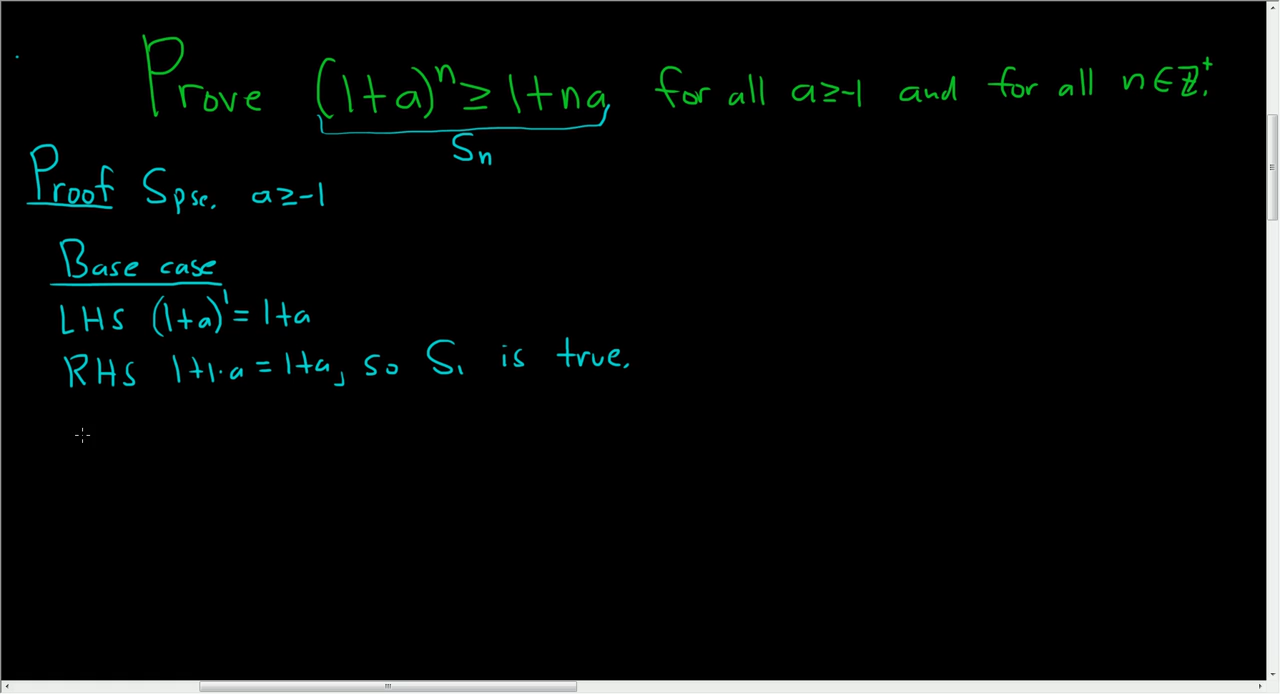 Prove (1+a)ⁿ ≥ 1+na for all a≥-1 and for all n∈ℤ⁺.
Sₙ
Proof Spse. a≥-1
Base case
LHS (1+a)¹ = 1+a
RHS 1+1·a = 1+a, so S₁ is true.